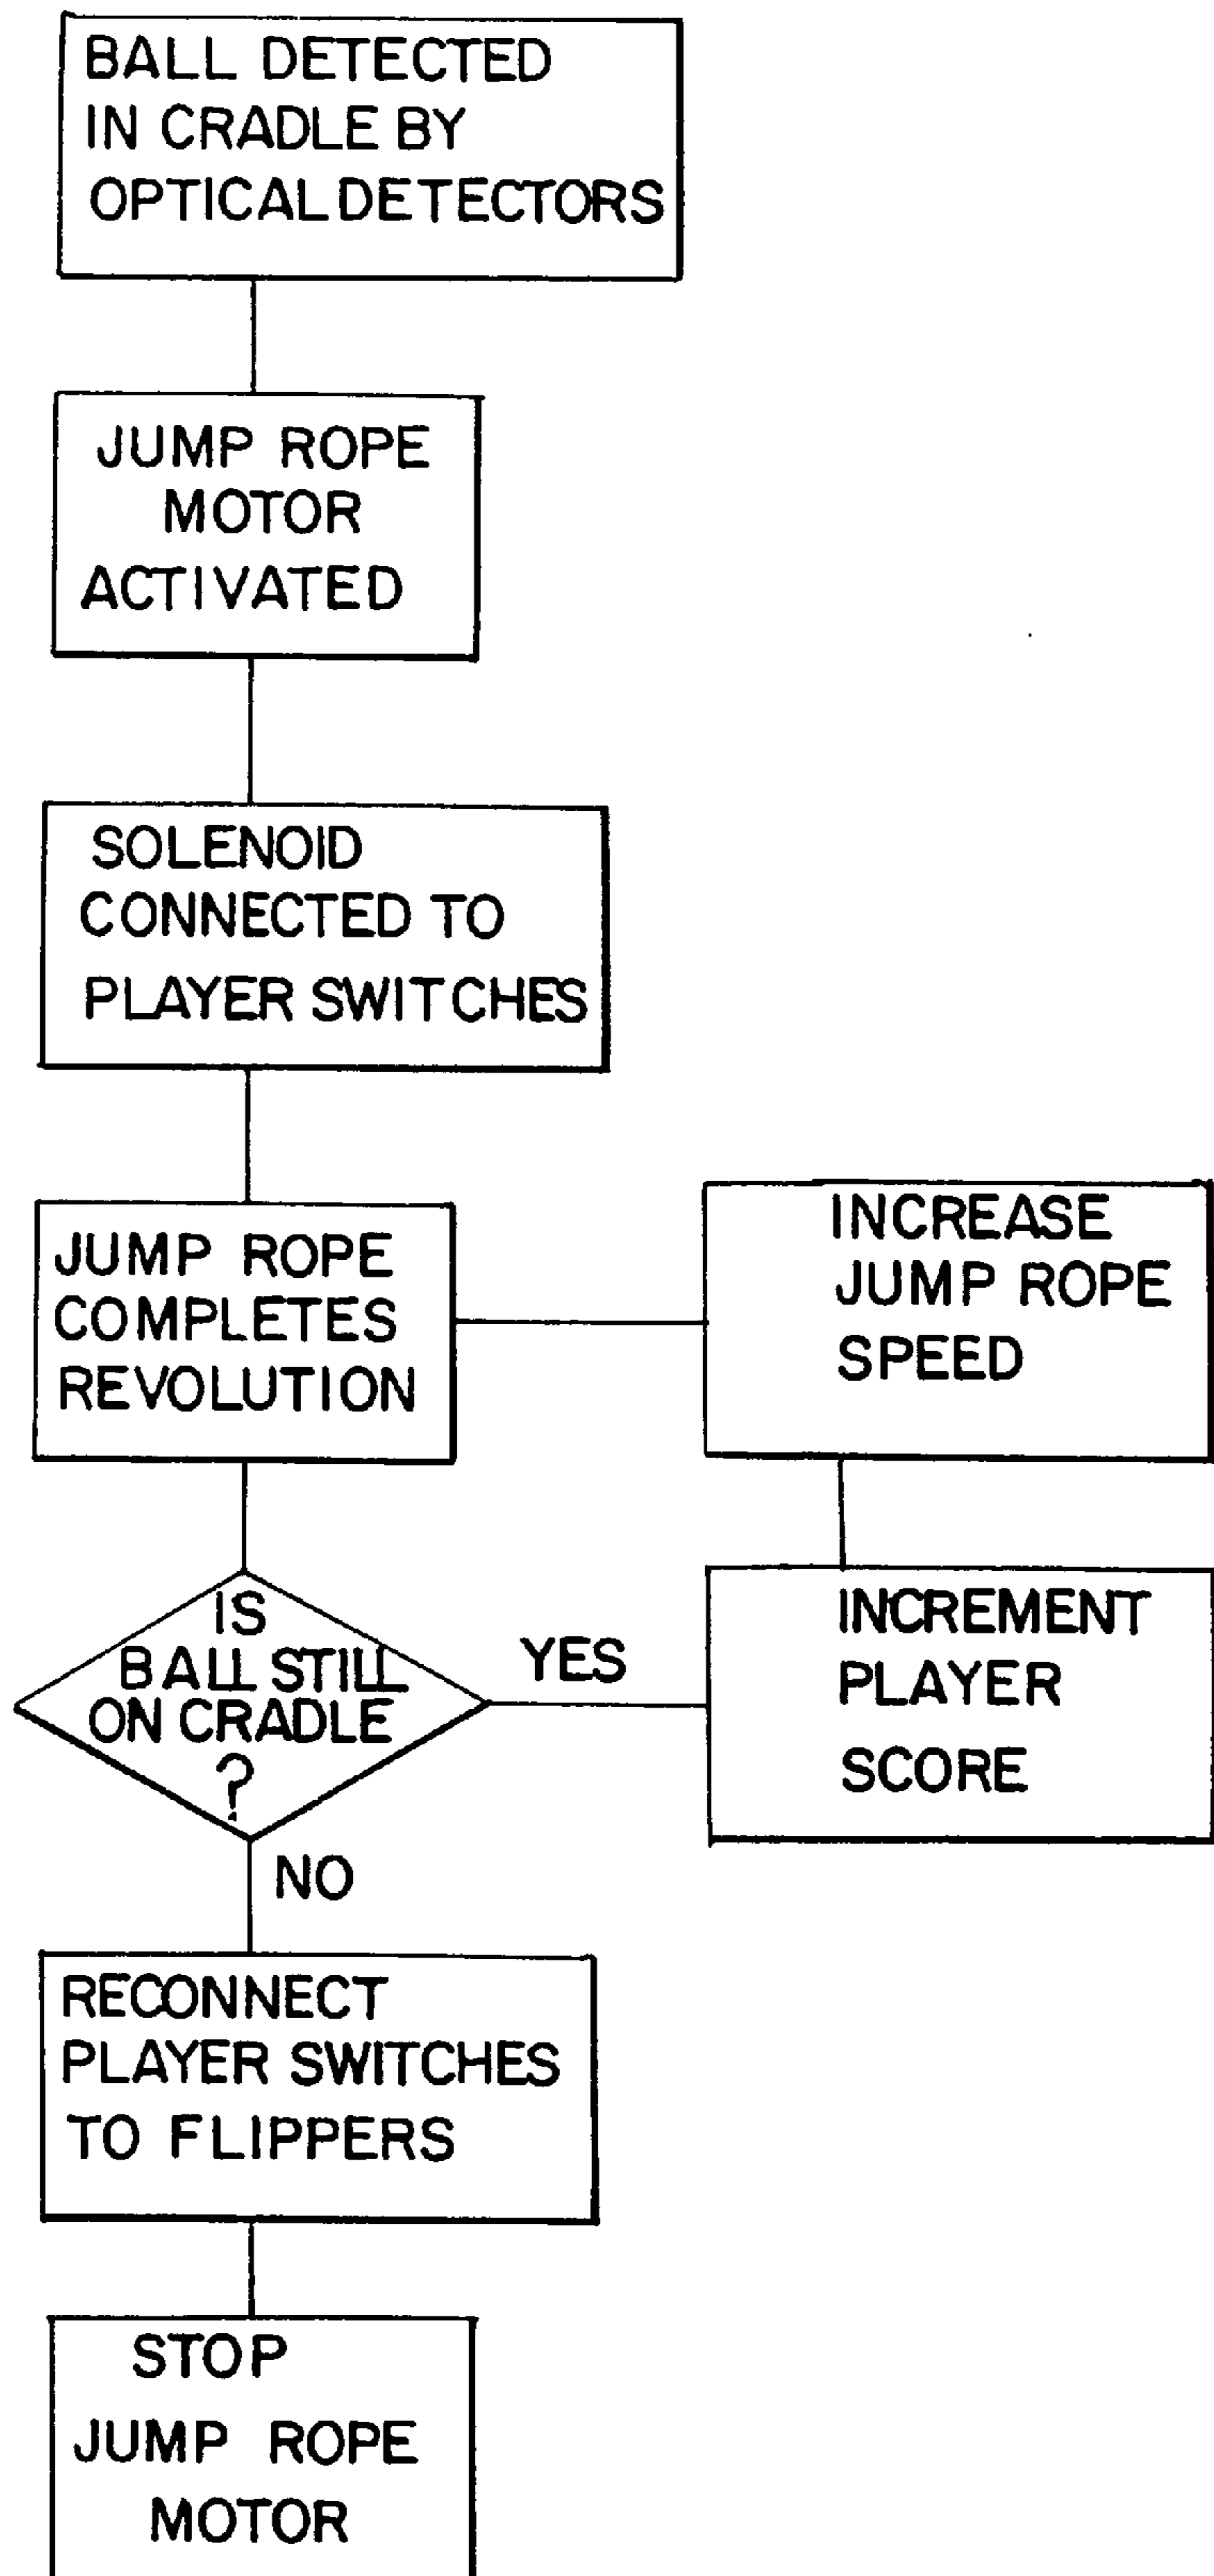 BALL DETECTED
IN CRADLE BY
OPTICAL DETECTORS
JUMP ROPE
MOTOR
ACTIVATED
SOLENOID
CONNECTED TO
PLAYER SWITCHES
JUMP ROPE
COMPLETES
REVOLUTION
INCREASE
JUMP ROPE
SPEED
IS
BALL STILL
ON CRADLE
?
YES
INCREMENT
PLAYER
SCORE
NO
RECONNECT
PLAYER SWITCHES
TO FLIPPERS
STOP
JUMP ROPE
MOTOR